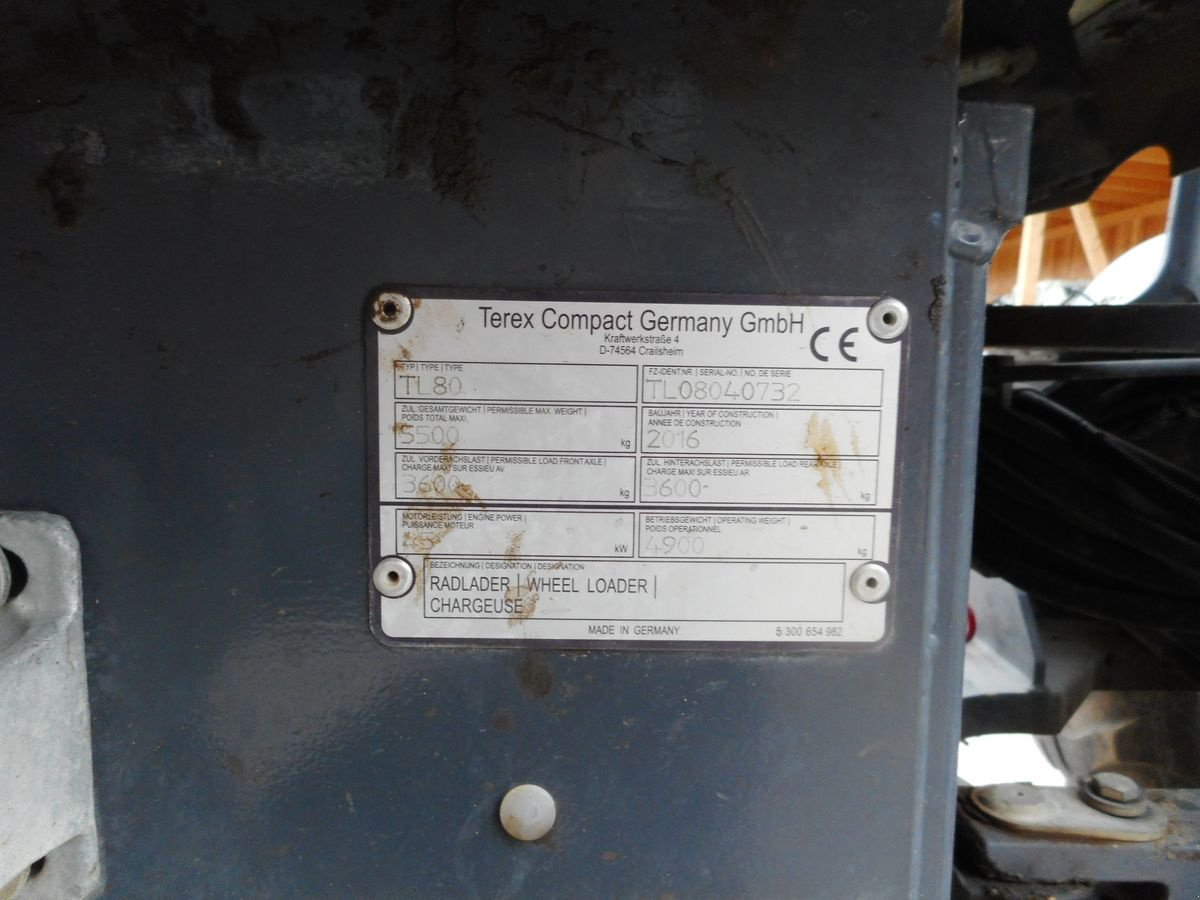 Terex Compact Germany GmbH
Kraftwerkstraße 4
D-74564 Crailsheim
CE
TYP | TYPE | TYPE
TL80
FZ-IDENT.NR. | SERIAL-NO. | NO. DE SERIE
TL08040732
ZUL. GESAMTGEWICHT | PERMISSIBLE MAX. WEIGHT |
POIDS TOTAL MAXI.
5500 kg
BAUJAHR | YEAR OF CONSTRUCTION |
ANNEE DE CONSTRUCTION
2016
ZUL. VORDERACHSLAST | PERMISSIBLE LOAD FRONT AXLE |
CHARGE MAXI SUR ESSIEU AV
3600 kg
ZUL. HINTERACHSLAST | PERMISSIBLE LOAD REAR AXLE |
CHARGE MAXI SUR ESSIEU AR
3600 kg
MOTORLEISTUNG | ENGINE POWER |
PUISSANCE MOTEUR
kW
BETRIEBSGEWICHT | OPERATING WEIGHT |
POIDS OPERATIONNEL
4900 kg
BEZEICHNUNG | DESIGNATION | DESIGNATION
RADLADER | WHEEL LOADER |
CHARGEUSE
MADE IN GERMANY
5 300 654 982